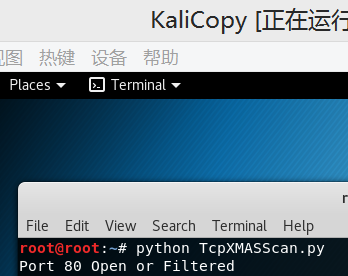 KaliCopy [正在运行
视图 热键 设备 帮助
Places Terminal
File Edit View Search Terminal Help
root@root:~# python TcpXMASScan.py
Port 80 Open or Filtered